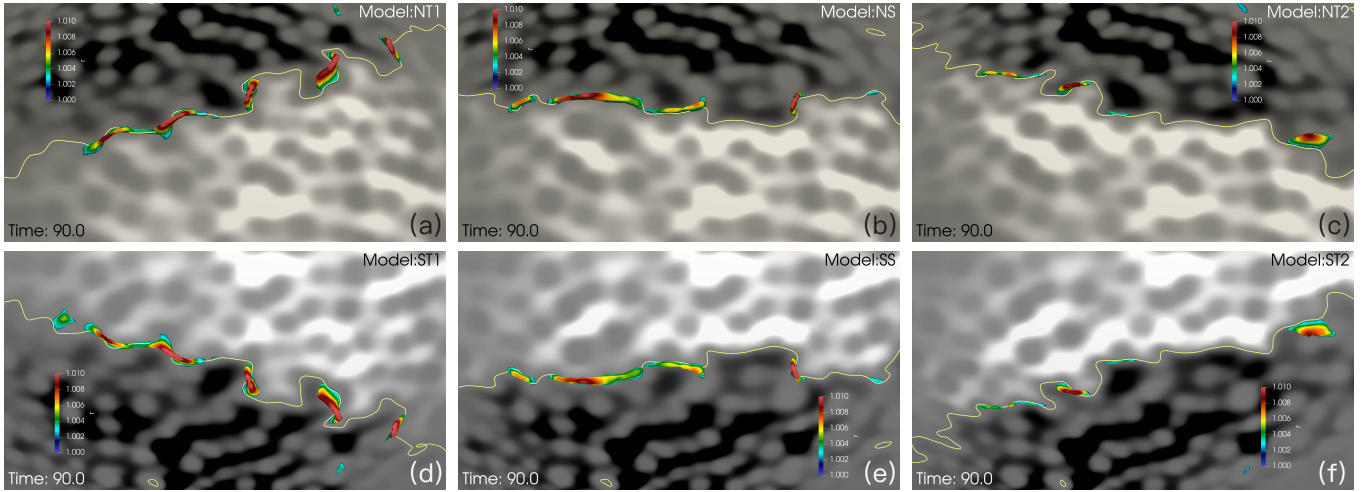 Model:NT1
1.010
1.008
1.006
1.004
1.002
1.000
r
Time: 90.0
(a)
Model:NS
1.010
1.008
1.006
1.004
1.002
1.000
r
Time: 90.0
(b)
Model:NT2
1.010
1.008
1.006
1.004
1.002
1.000
r
Time: 90.0
(c)
Model:ST1
1.010
1.008
1.006
1.004
1.002
1.000
r
Time: 90.0
(d)
Model:SS
1.010
1.008
1.006
1.004
1.002
1.000
r
Time: 90.0
(e)
Model:ST2
1.010
1.008
1.006
1.004
1.002
1.000
r
Time: 90.0
(f)